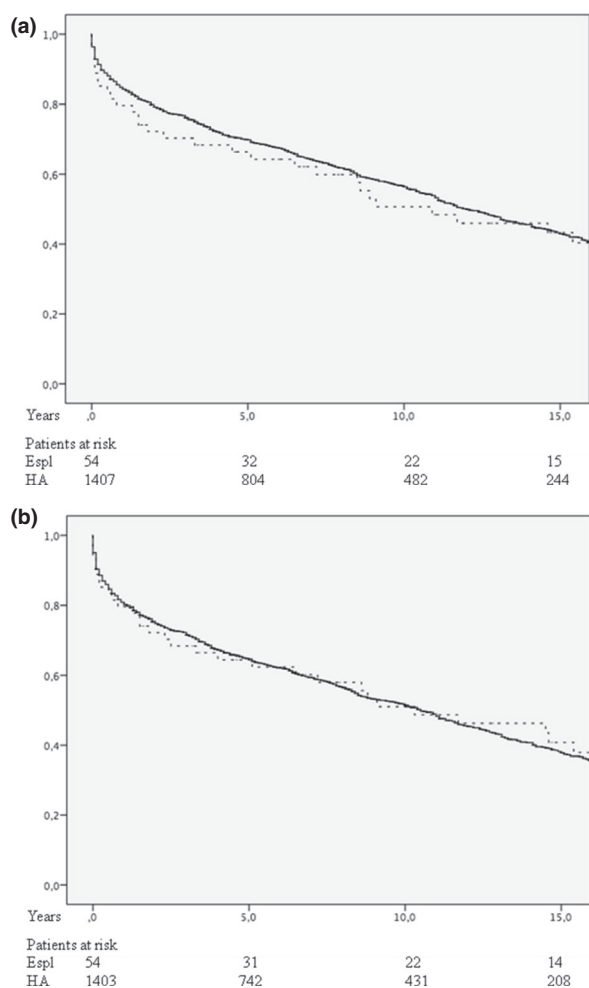 (a)
1,0
0,8
0,6
0,4
0,2
0,0
Years ,0 5,0 10,0 15,0
Patients at risk
Espl 54 32 22 15
HA 1407 804 482 244
(b)
1,0
0,8
0,6
0,4
0,2
0,0
Years ,0 5,0 10,0 15,0
Patients at risk
Espl 54 31 22 14
HA 1403 742 431 208